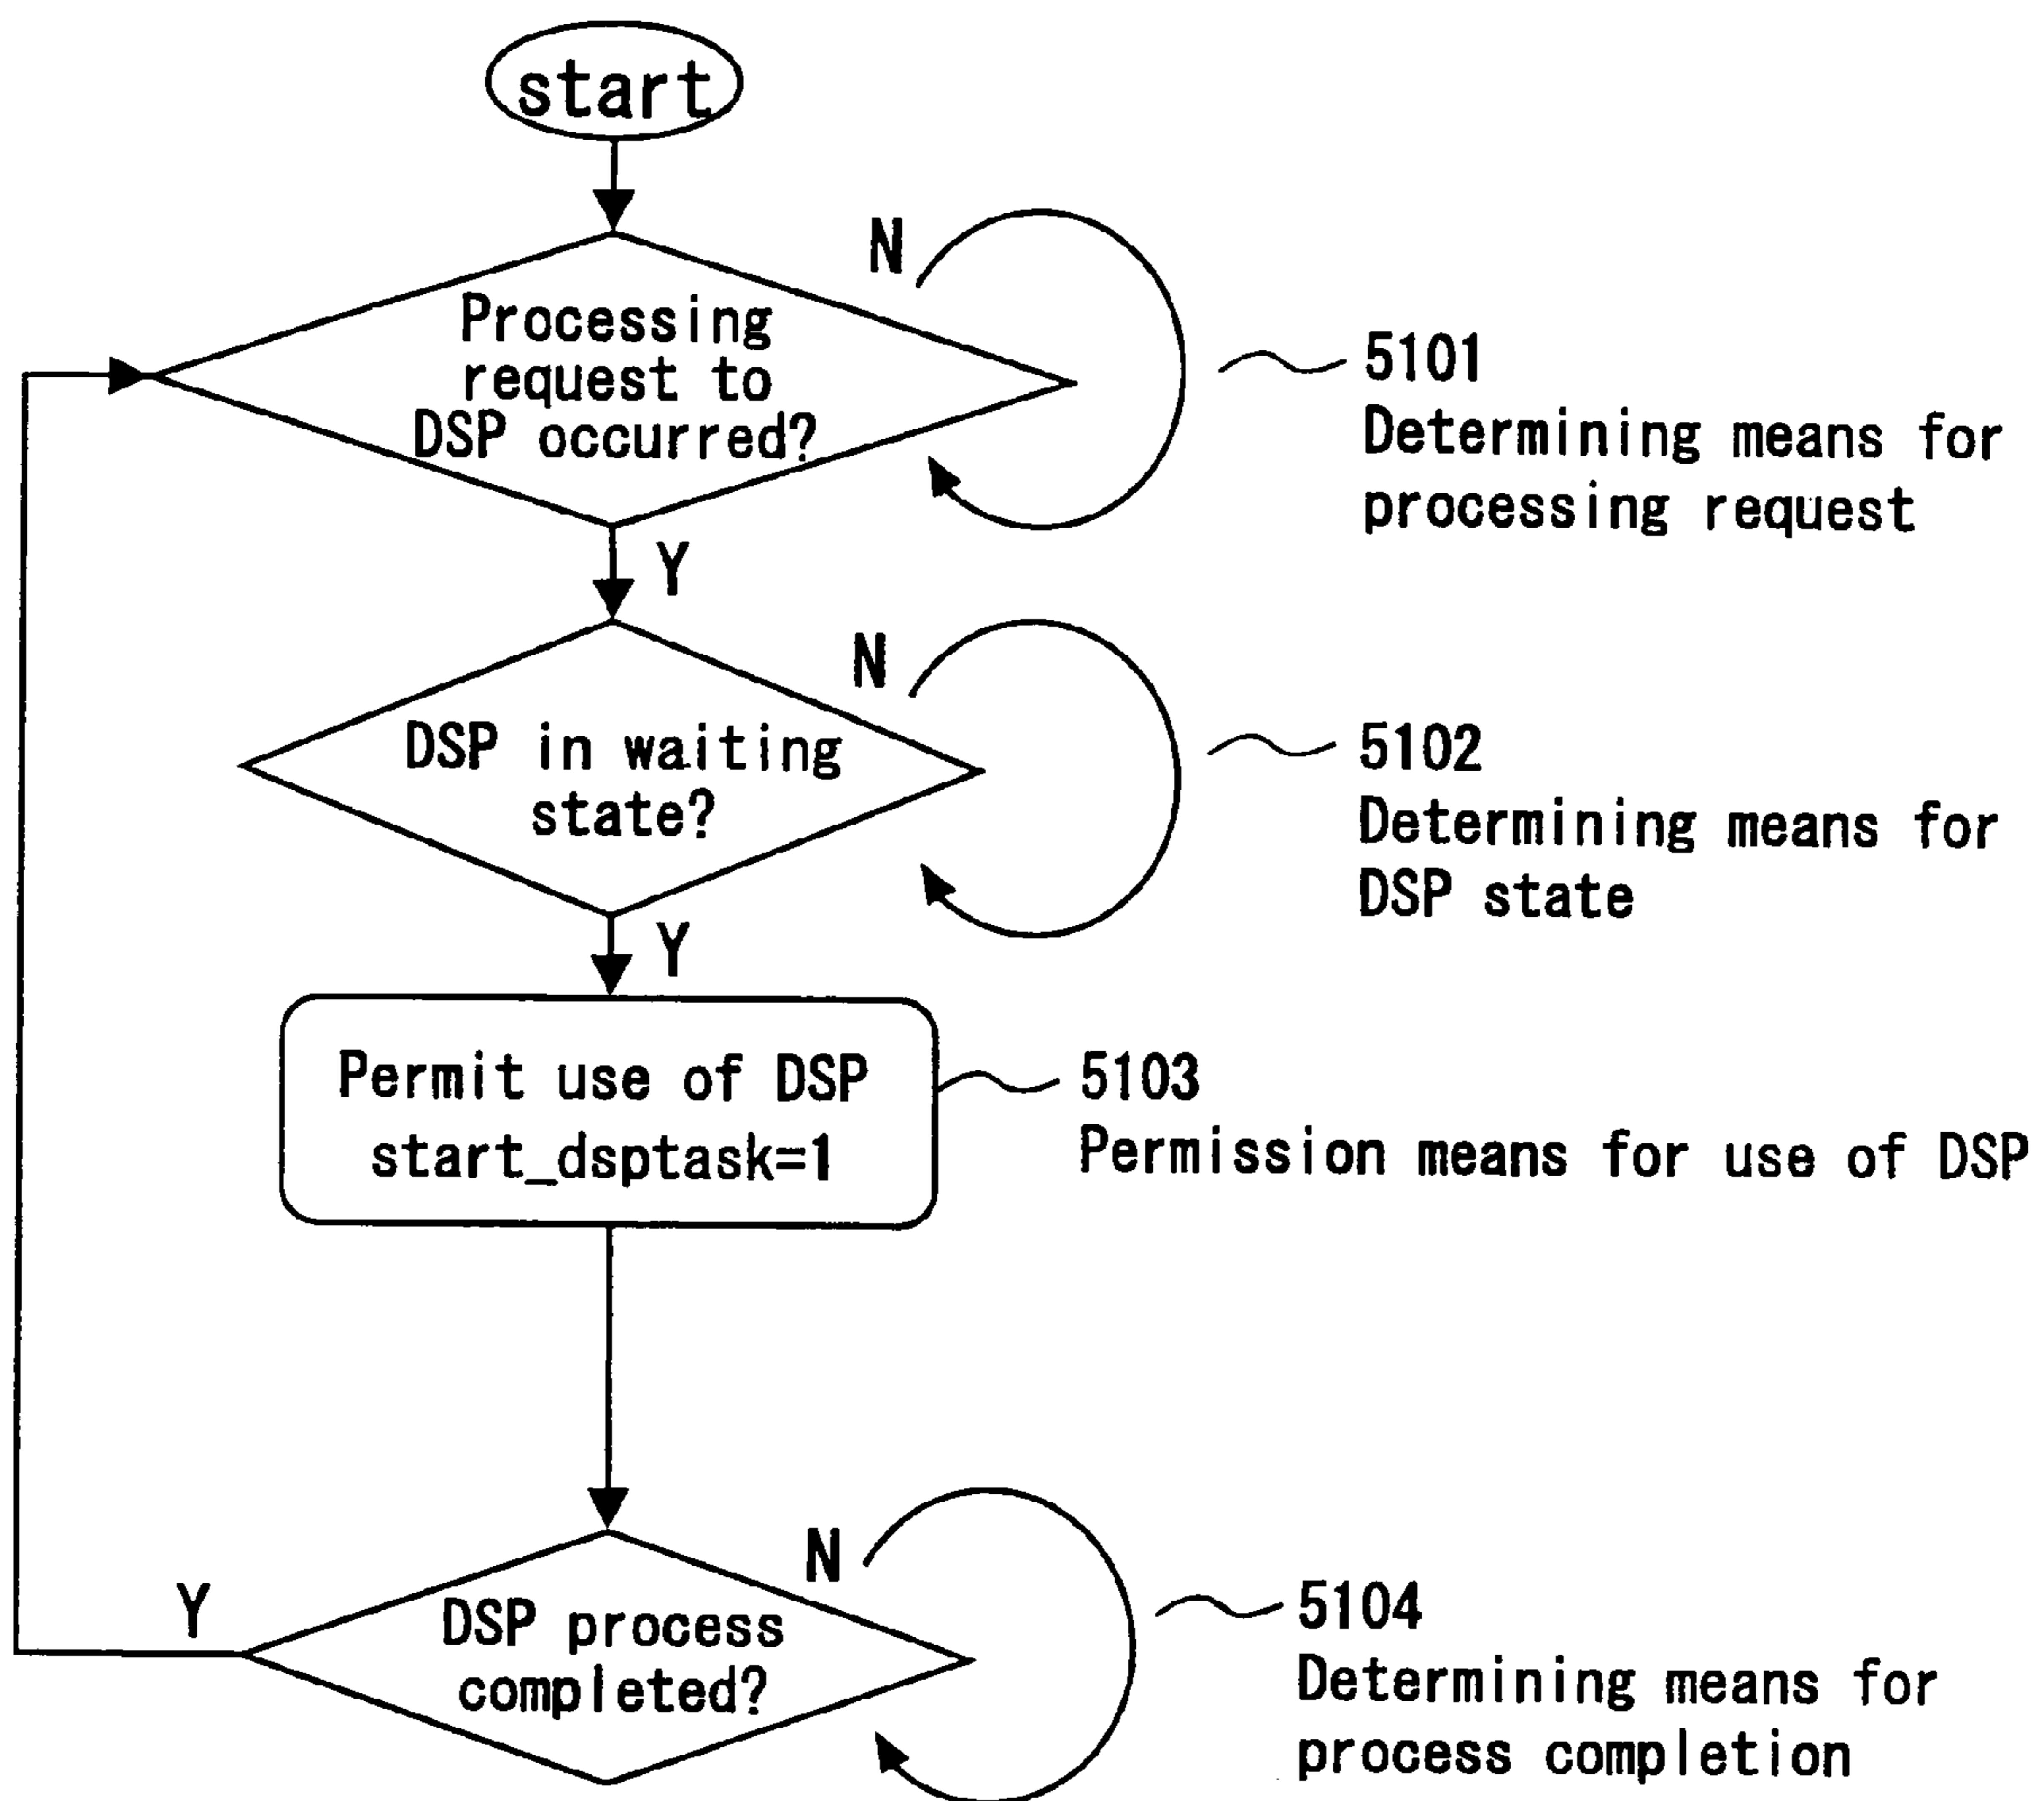 start
N
Processing
request to
DSP occurred?
5101
Determining means for
processing request
Y
N
DSP in waiting
state?
5102
Determining means for
DSP state
Y
Permit use of DSP
start_dsptask=1
5103
Permission means for use of DSP
N
Y
DSP process
completed?
5104
Determining means for
process completion